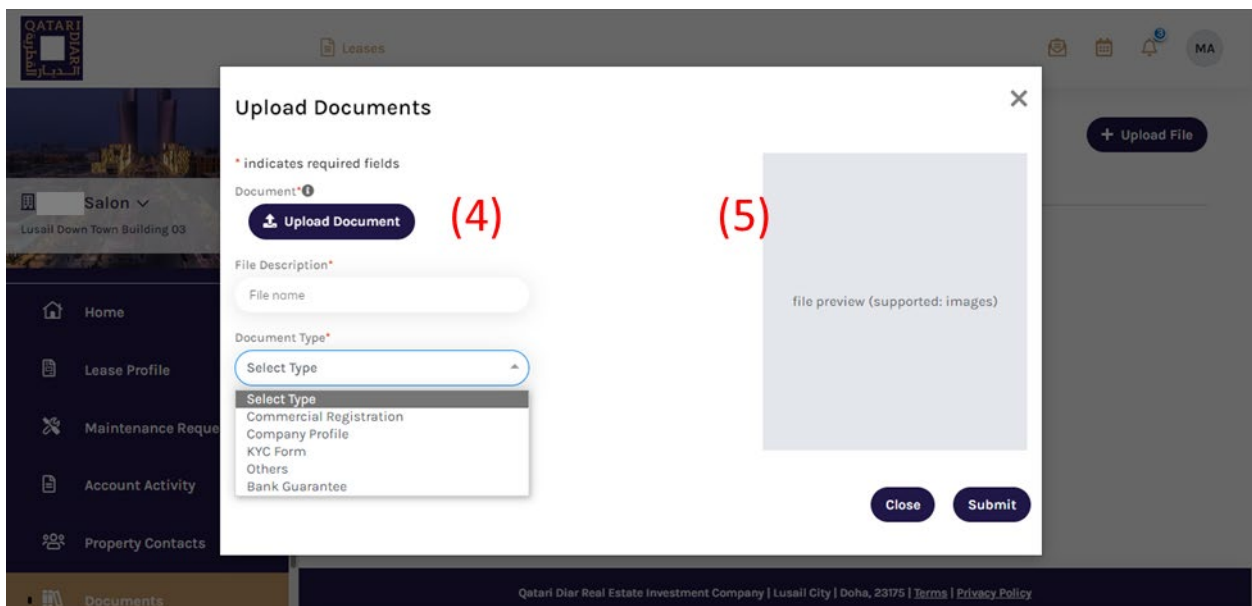 QATARI DIAR
الديار القطرية
Leases
3
MA
Upload Documents
×
+ Upload File
* indicates required fields
Document*
Upload Document
(4)
(5)
Salon
Lusail Down Town Building 03
File Description*
File name
file preview (supported: images)
Home
Document Type*
Lease Profile
Select Type
Select Type
Commercial Registration
Company Profile
KYC Form
Others
Bank Guarantee
Maintenance Reque
Account Activity
Close
Submit
Property Contacts
Documents
Qatari Diar Real Estate Investment Company | Lusail City | Doha, 23175 | Terms | Privacy Policy